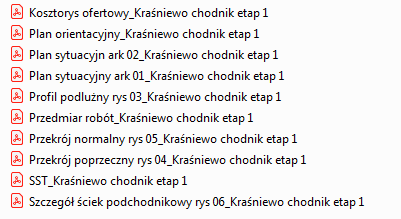 Kosztorys ofertowy_Kraśniewo chodnik etap 1
Plan orientacyjny_Kraśniewo chodnik etap 1
Plan sytuacyjn ark 02_Kraśniewo chodnik etap 1
Plan sytuacyjny ark 01_Kraśniewo chodnik etap 1
Profil podlużny rys 03_Kraśniewo chodnik etap 1
Przedmiar robót_Kraśniewo chodnik etap 1
Przekrój normalny rys 05_Kraśniewo chodnik etap 1
Przekrój poprzeczny rys 04_Kraśniewo chodnik etap 1
SST_Kraśniewo chodnik etap 1
Szczegół ściek podchodnikowy rys 06_Kraśniewo chodnik etap 1